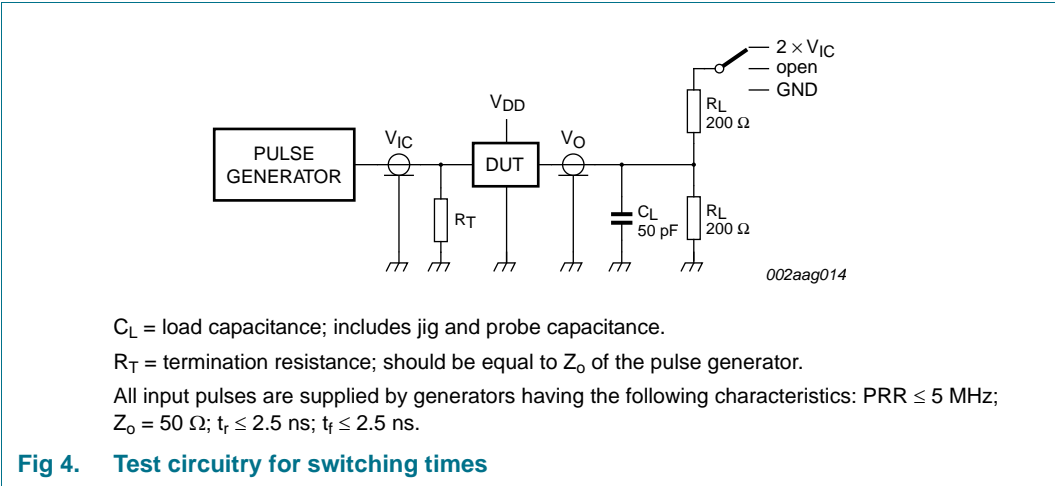 2 × VIC
open
GND
RL
200 Ω
VDD
VIC
VO
PULSE
GENERATOR
DUT
RT
CL
50 pF
RL
200 Ω
002aag014
CL = load capacitance; includes jig and probe capacitance.
RT = termination resistance; should be equal to Zo of the pulse generator.
All input pulses are supplied by generators having the following characteristics: PRR ≤ 5 MHz;
Zo = 50 Ω; tr ≤ 2.5 ns; tf ≤ 2.5 ns.
Fig 4. Test circuitry for switching times